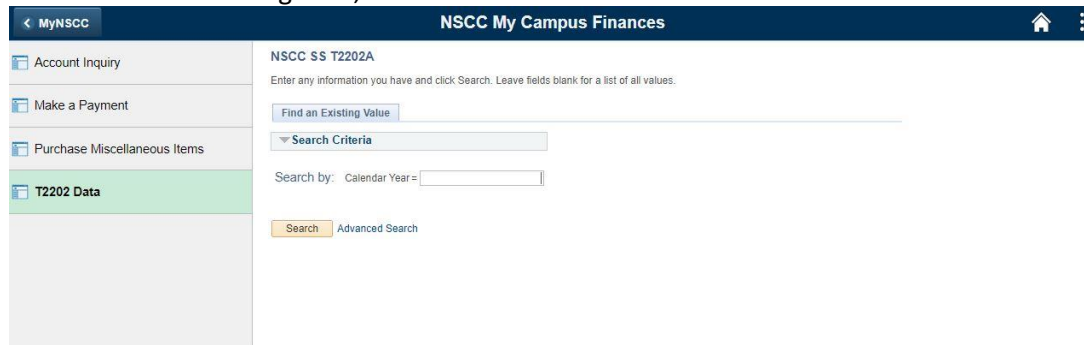 MyNSCC
NSCC My Campus Finances
Account Inquiry
Make a Payment
Purchase Miscellaneous Items
T2202 Data
NSCC SS T2202A
Enter any information you have and click Search. Leave fields blank for a list of all values.
Find an Existing Value
Search Criteria
Search by: Calendar Year =
Search Advanced Search